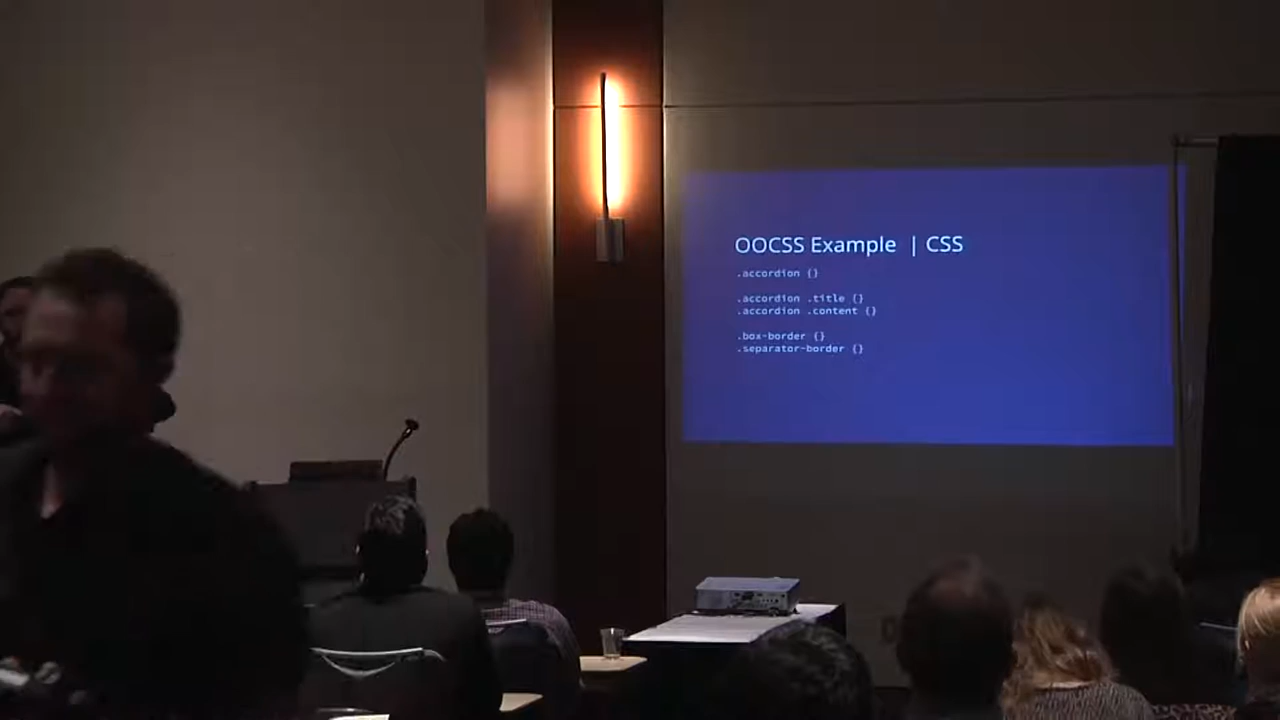 OOCSS Example | CSS
.accordion {}
.accordion .title {}
.accordion .content {}
.box-border {}
.separator-border {}